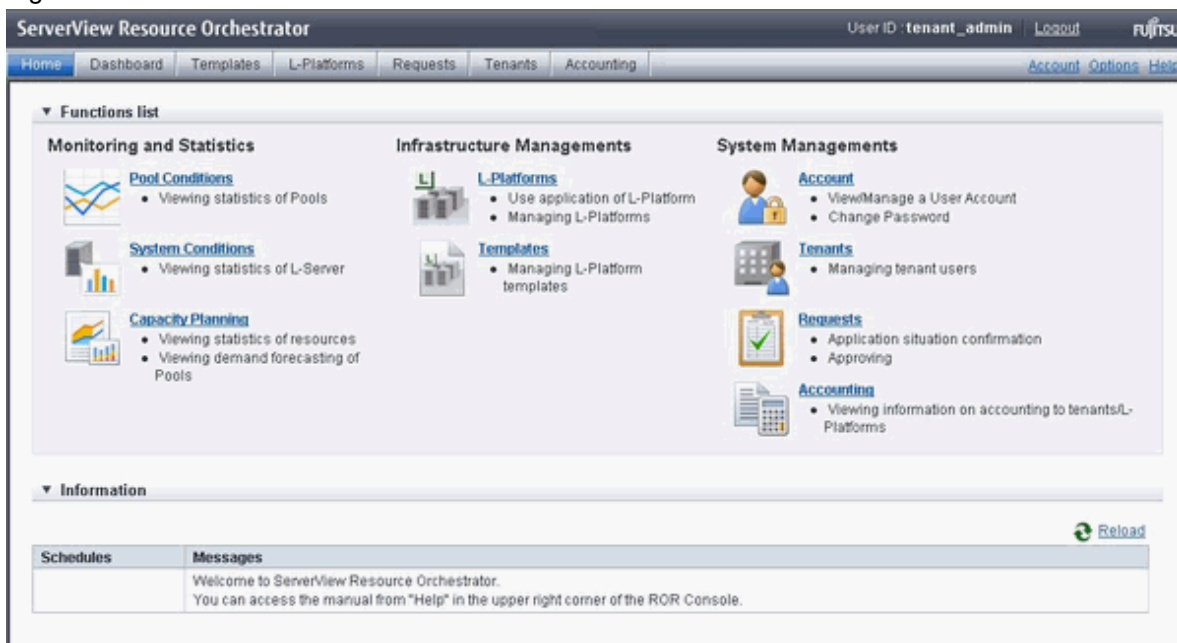 ServerView Resource Orchestrator
User ID : tenant_admin Logout FUJITSU
Home Dashboard Templates L-Platforms Requests Tenants Accounting Account Options Help
▼ Functions list
Monitoring and Statistics
Pool Conditions
• Viewing statistics of Pools
System Conditions
• Viewing statistics of L-Server
Capacity Planning
• Viewing statistics of resources
• Viewing demand forecasting of
Pools
Infrastructure Managements
L-Platforms
• Use application of L-Platform
• Managing L-Platforms
Templates
• Managing L-Platform
templates
System Managements
Account
• View/Manage a User Account
• Change Password
Tenants
• Managing tenant users
Requests
• Application situation confirmation
• Approving
Accounting
• Viewing information on accounting to tenants/L-
Platforms
▼ Information
Reload
Schedules Messages
Welcome to ServerView Resource Orchestrator.
You can access the manual from "Help" in the upper right corner of the ROR Console.